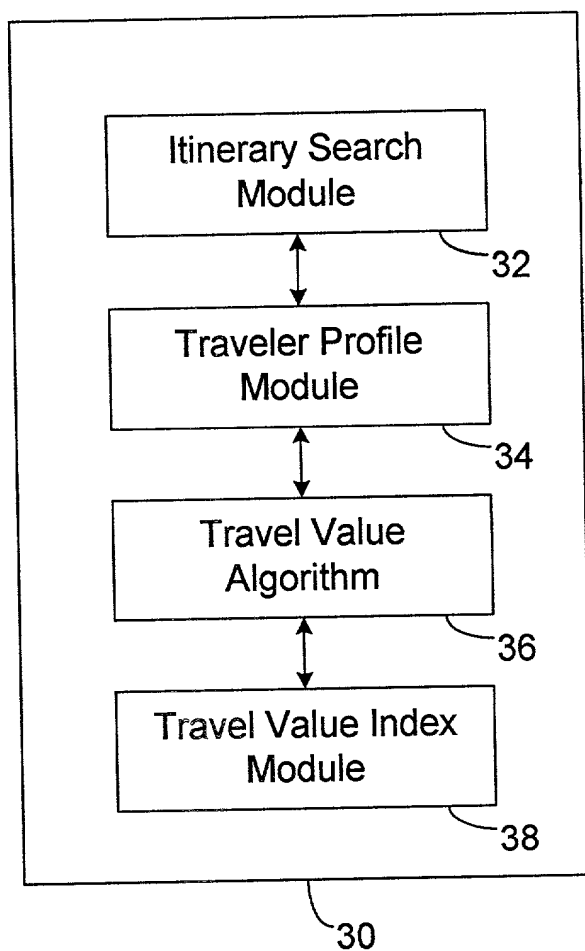 Itinerary Search
Module
32
Traveler Profile
Module
34
Travel Value
Algorithm
36
Travel Value Index
Module
38
30